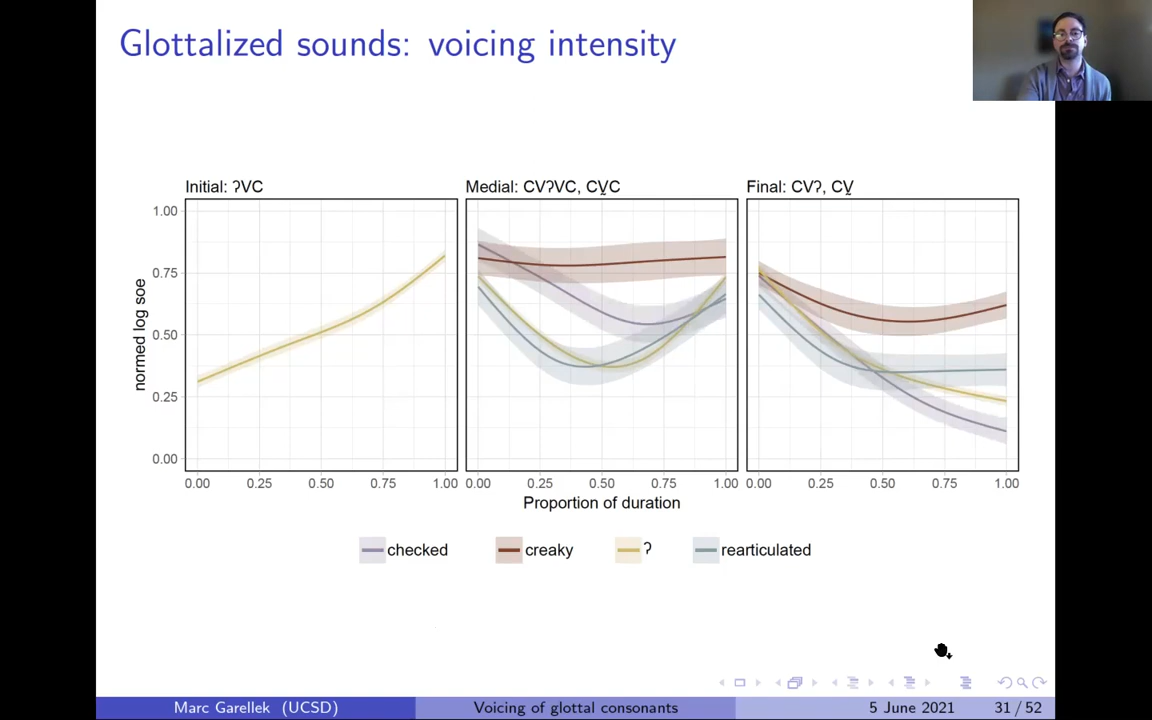 Glottalized sounds: voicing intensity
Initial: ʔVC
Medial: CVʔVC, CV̰C
Final: CVʔ, CV̰
normed log soe
1.00
0.75
0.50
0.25
0.00
0.00 0.25 0.50 0.75 1.00 0.00 0.25 0.50 0.75 1.00 0.00 0.25 0.50 0.75 1.00
Proportion of duration
checked creaky ʔ rearticulated
Marc Garellek (UCSD) Voicing of glottal consonants 5 June 2021 31 / 52